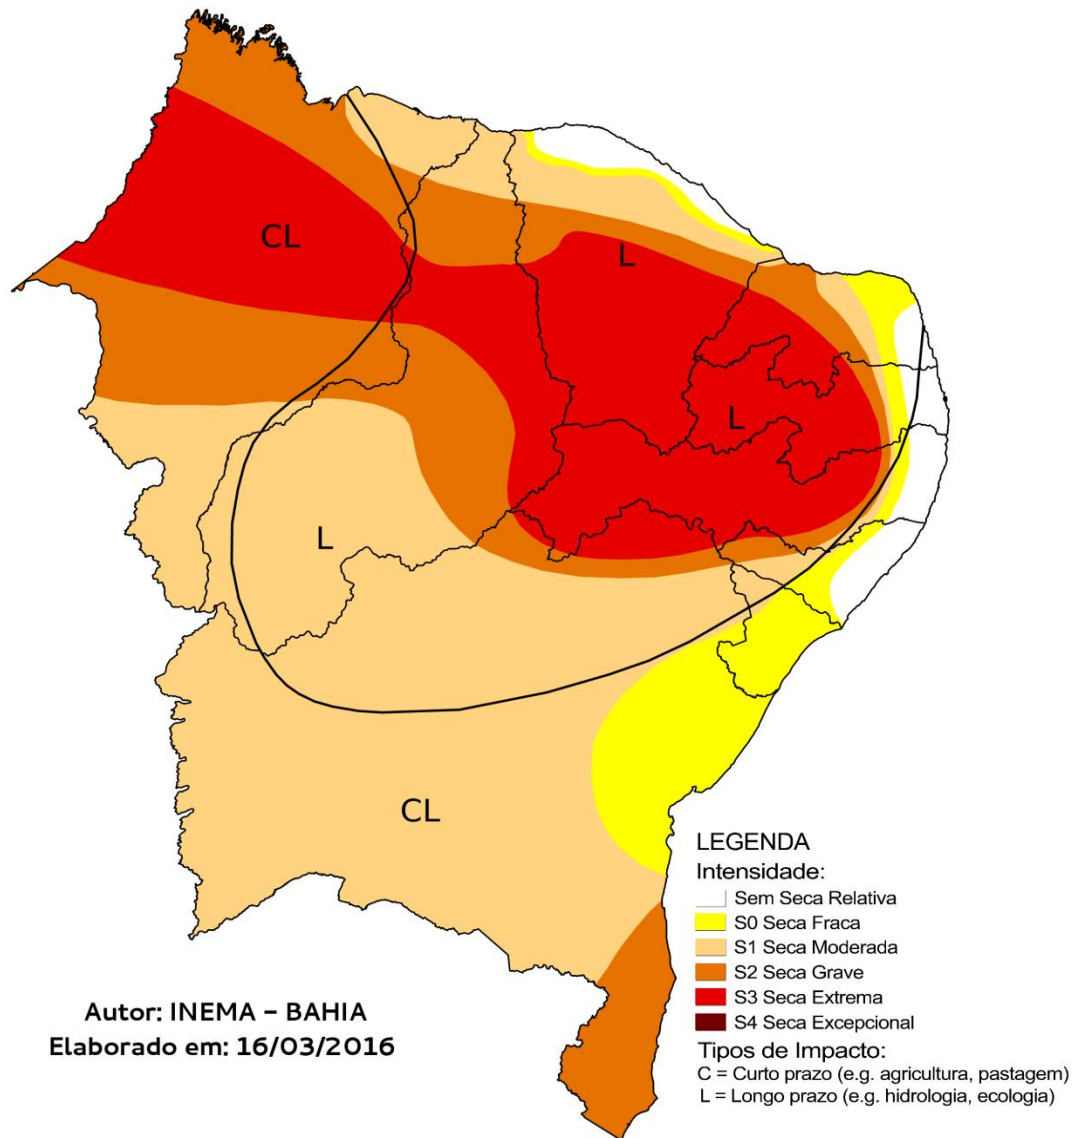 CL
L
L
L
CL
LEGENDA
Intensidade:
Sem Seca Relativa
S0 Seca Fraca
S1 Seca Moderada
S2 Seca Grave
S3 Seca Extrema
S4 Seca Excepcional
Tipos de Impacto:
C = Curto prazo (e.g. agricultura, pastagem)
L = Longo prazo (e.g. hidrologia, ecologia)
Autor: INEMA - BAHIA
Elaborado em: 16/03/2016